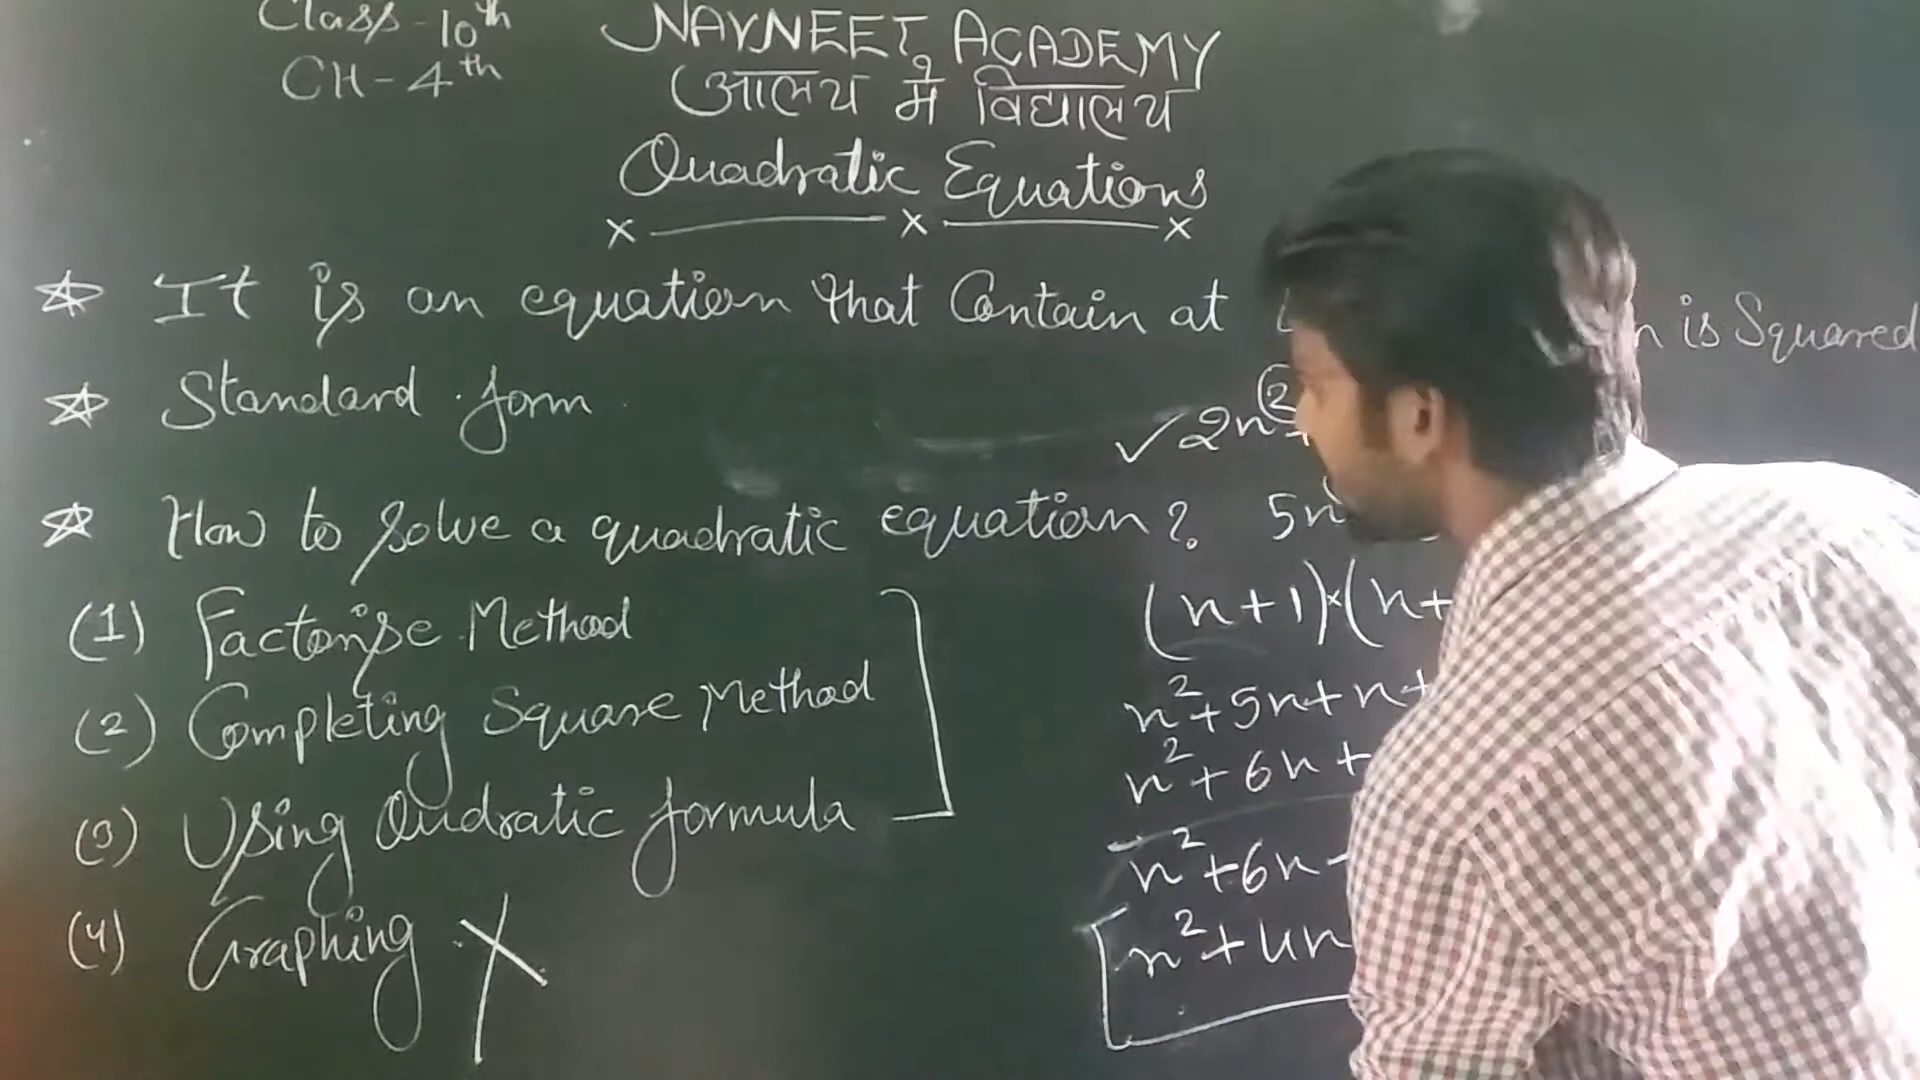 Class - 10th
CH - 4th
NAVNEET ACADEMY
आलय में विद्यालय
Quadratic Equations
x x x
It is an equation that Contain at is Squared
Standard form
✓ 2n²+
How to solve a quadratic equation? 5n
(n+1)×(n+
n²+5n+n+
n²+6n+
n²+6n-
n²+4n
(1) Factorise Method
(2) Completing Square Method
(3) Using Qudratic formula
(4) Graphing X